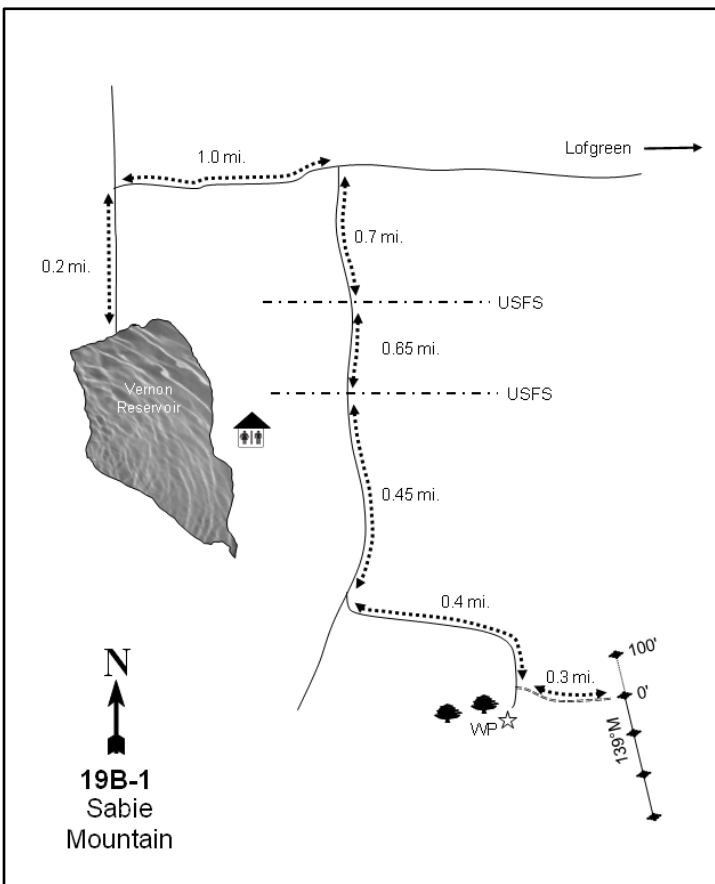 1.0 mi.
Lofgreen
0.7 mi.
0.2 mi.
USFS
0.65 mi.
Vernon
Reservoir
USFS
0.45 mi.
0.4 mi.
100'
0.3 mi.
0'
WP
139°M
N
19B-1
Sabie
Mountain